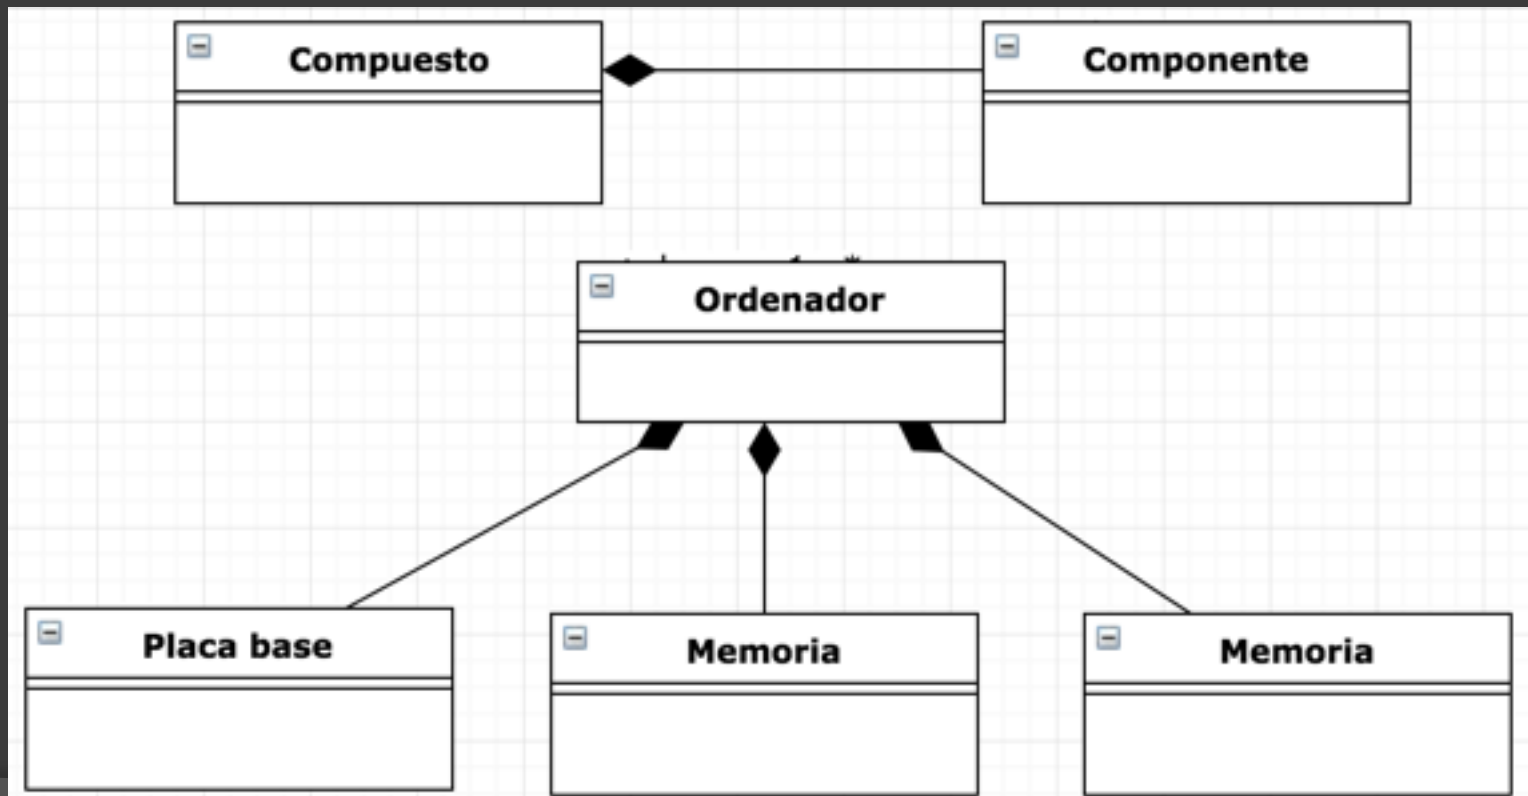 Compuesto
Componente
Ordenador
Placa base
Memoria
Memoria